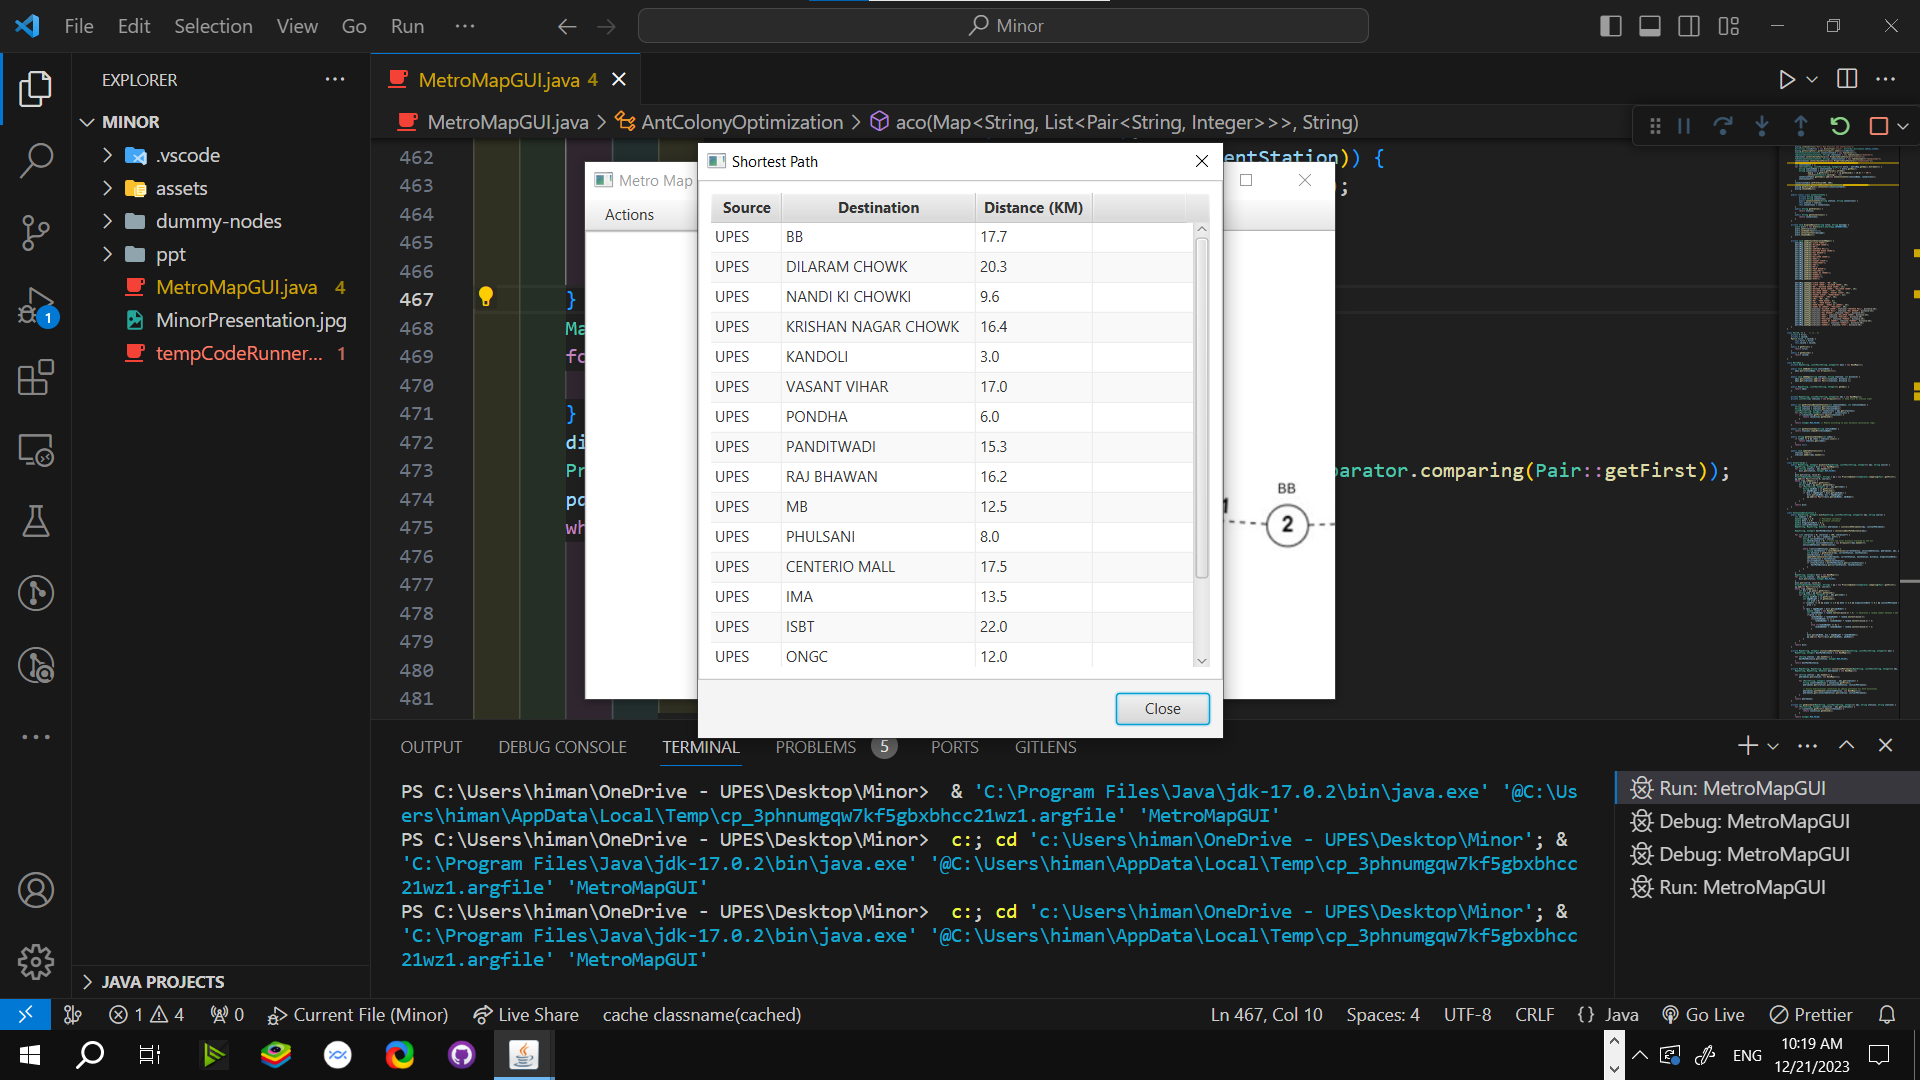 File Edit Selection View Go Run ···
Minor
EXPLORER
MINOR
.vscode
assets
dummy-nodes
ppt
MetroMapGUI.java 4
MinorPresentation.jpg
tempCodeRunner... 1
JAVA PROJECTS
1
MetroMapGUI.java 4
MetroMapGUI.java > AntColonyOptimization > aco(Map<String, List<Pair<String, Integer>>>, String)
462
463
464
465
466
467
468
469
470
471
472
473
474
475
476
477
478
479
480
481
entStation)) {
;
}
Ma
fo
}
di
Pr
parator.comparing(Pair::getFirst));
pq
wh
Metro Map
Actions
BB
2
Shortest Path
Source Destination Distance (KM)
UPES BB 17.7
UPES DILARAM CHOWK 20.3
UPES NANDI KI CHOWKI 9.6
UPES KRISHAN NAGAR CHOWK 16.4
UPES KANDOLI 3.0
UPES VASANT VIHAR 17.0
UPES PONDHA 6.0
UPES PANDITWADI 15.3
UPES RAJ BHAWAN 16.2
UPES MB 12.5
UPES PHULSANI 8.0
UPES CENTERIO MALL 17.5
UPES IMA 13.5
UPES ISBT 22.0
UPES ONGC 12.0
Close
OUTPUT DEBUG CONSOLE TERMINAL PROBLEMS 5 PORTS GITLENS
PS C:\Users\himan\OneDrive - UPES\Desktop\Minor>  & 'C:\Program Files\Java\jdk-17.0.2\bin\java.exe' '@C:\Us
ers\himan\AppData\Local\Temp\cp_3phnumgqw7kf5gbxbhcc21wz1.argfile' 'MetroMapGUI'
PS C:\Users\himan\OneDrive - UPES\Desktop\Minor>  c:; cd 'c:\Users\himan\OneDrive - UPES\Desktop\Minor'; &
'C:\Program Files\Java\jdk-17.0.2\bin\java.exe' '@C:\Users\himan\AppData\Local\Temp\cp_3phnumgqw7kf5gbxbhcc
21wz1.argfile' 'MetroMapGUI'
PS C:\Users\himan\OneDrive - UPES\Desktop\Minor>  c:; cd 'c:\Users\himan\OneDrive - UPES\Desktop\Minor'; &
'C:\Program Files\Java\jdk-17.0.2\bin\java.exe' '@C:\Users\himan\AppData\Local\Temp\cp_3phnumgqw7kf5gbxbhcc
21wz1.argfile' 'MetroMapGUI'
Run: MetroMapGUI
Debug: MetroMapGUI
Debug: MetroMapGUI
Run: MetroMapGUI
1 4 0 Current File (Minor) Live Share cache classname(cached) Ln 467, Col 10 Spaces: 4 UTF-8 CRLF {} Java Go Live Prettier
ENG
10:19 AM
12/21/2023